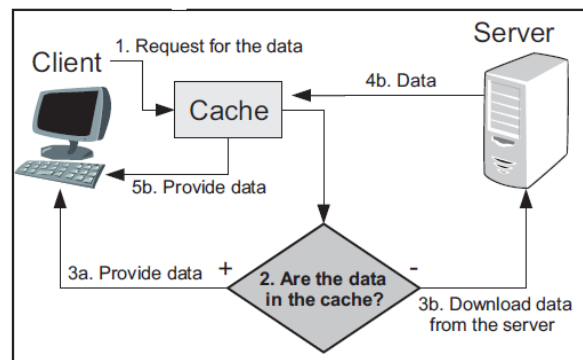 Client
1. Request for the data
Server
Cache
4b. Data
5b. Provide data
2. Are the data
in the cache?
+
-
3a. Provide data
3b. Download data
from the server